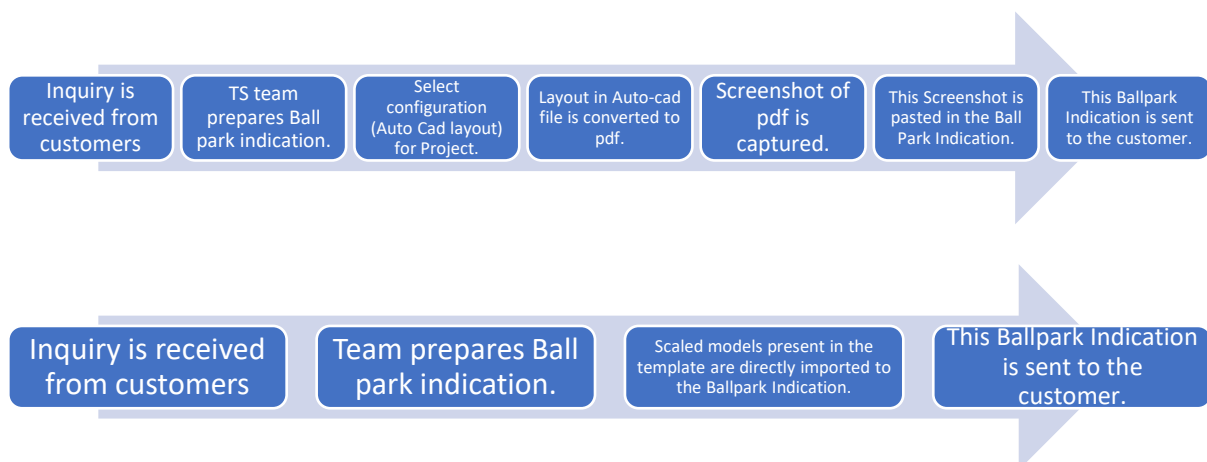 Inquiry is
received from
customers
TS team
prepares Ball
park indication.
Select
configuration
(Auto Cad layout)
for Project.
Layout in Auto-cad
file is converted to
pdf.
Screenshot of
pdf is
captured.
This Screenshot is
pasted in the Ball
Park Indication.
This Ballpark
Indication is sent
to the customer.
Inquiry is received
from customers
Team prepares Ball
park indication.
Scaled models present in the
template are directly imported to
the Ballpark Indication.
This Ballpark Indication
is sent to the
customer.